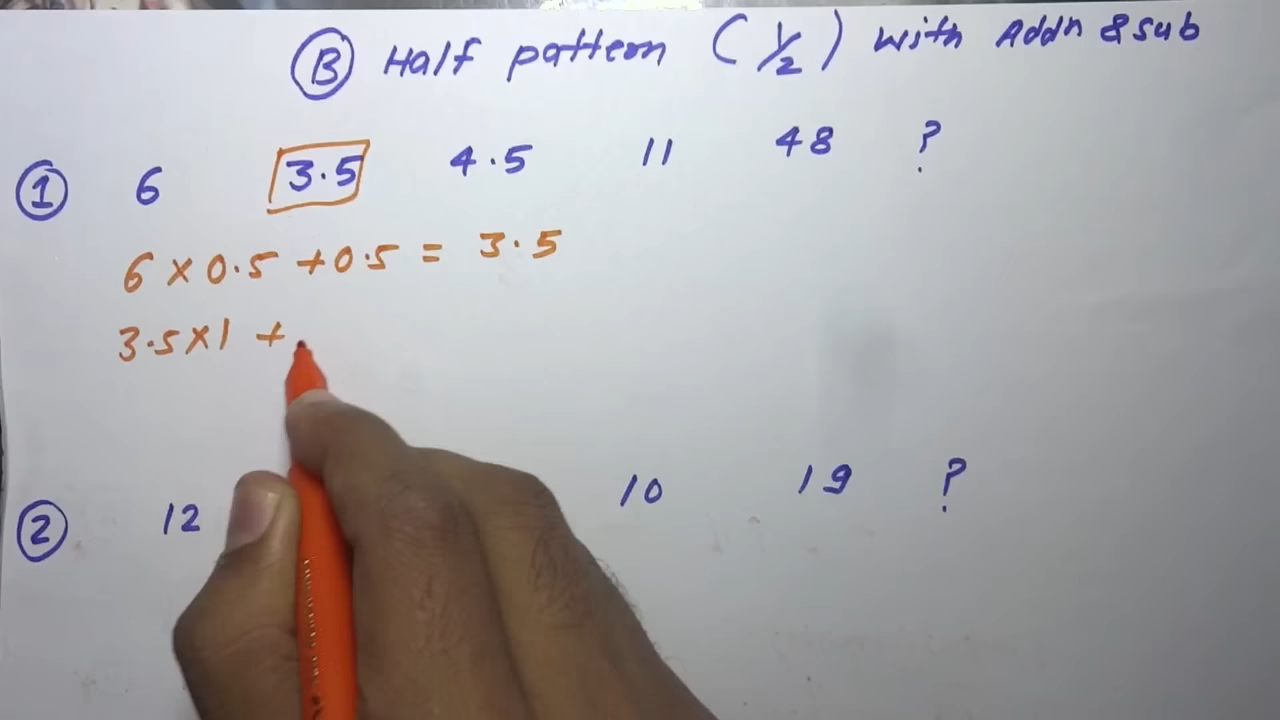 B Half pattern (1/2) with Addn & sub
1 6 3.5 4.5 11 48 ?
6 × 0.5 + 0.5 = 3.5
3.5 × 1 +
2 12 10 19 ?